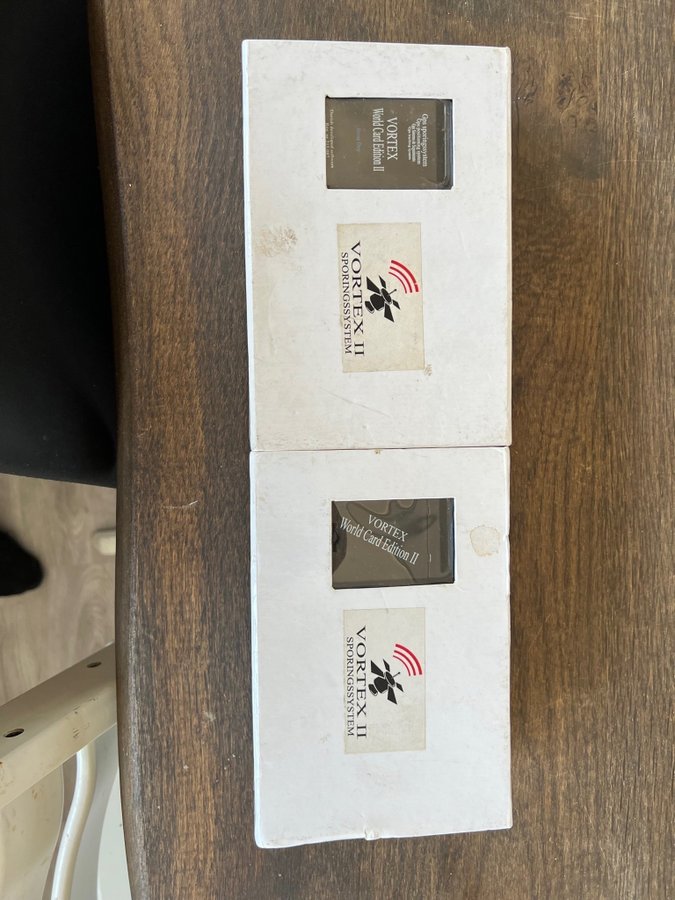 Gps sporingssystem
VORTEX
World Card Edition II
VORTEX II
SPORINGSSYSTEM
VORTEX
World Card Edition II
VORTEX II
SPORINGSSYSTEM